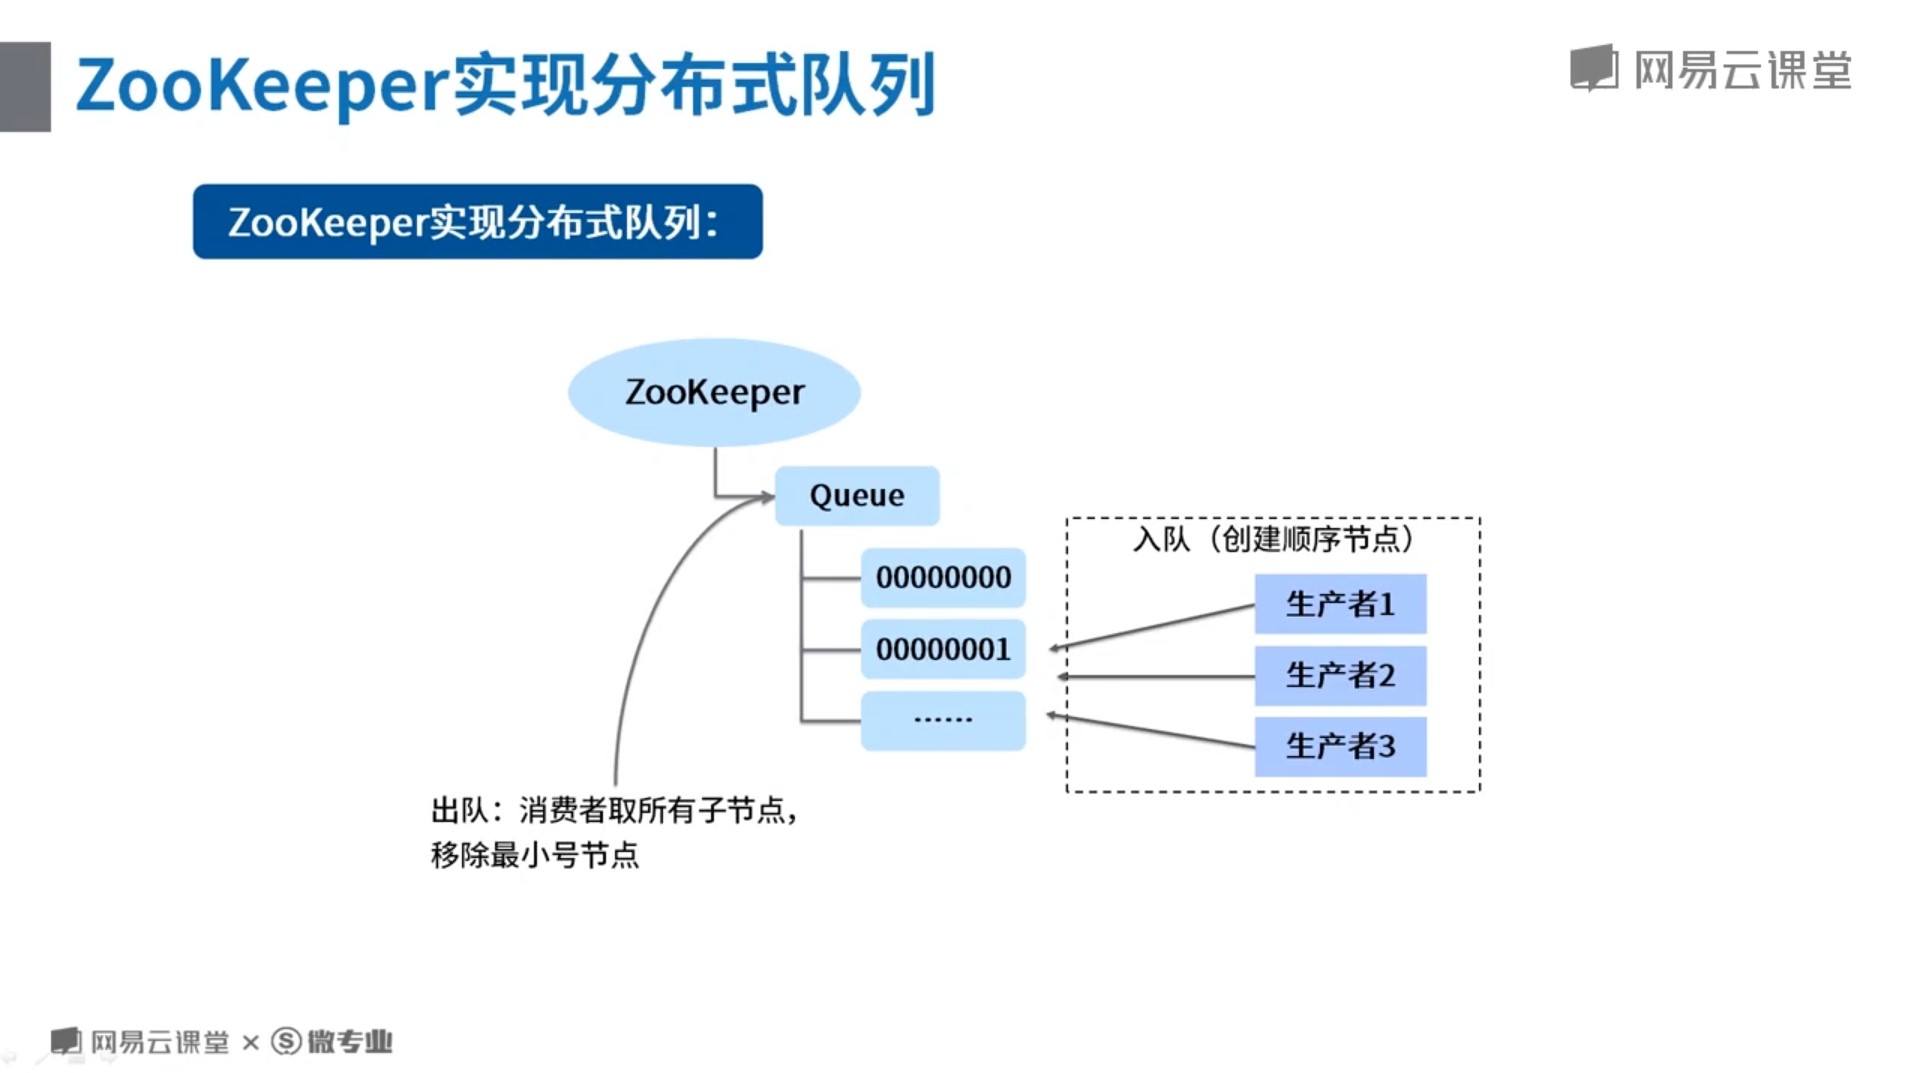 ZooKeeper实现分布式队列
网易云课堂
ZooKeeper实现分布式队列：
ZooKeeper
Queue
00000000
00000001
……
入队（创建顺序节点）
生产者1
生产者2
生产者3
出队：消费者取所有子节点，
移除最小号节点
网易云课堂 × 微专业